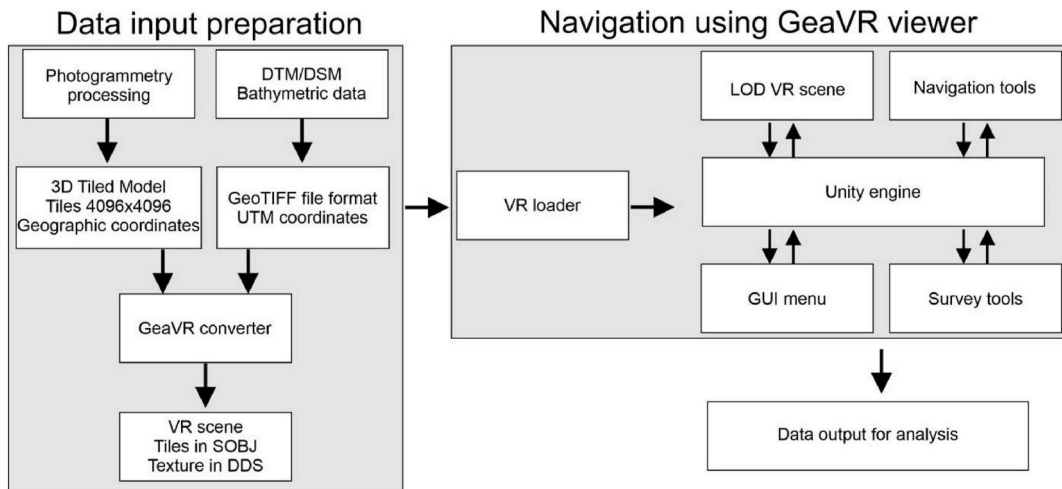 Data input preparation
Photogrammetry
processing
DTM/DSM
Bathymetric data
3D Tiled Model
Tiles 4096x4096
Geographic coordinates
GeoTIFF file format
UTM coordinates
GeaVR converter
VR scene
Tiles in SOBJ
Texture in DDS
Navigation using GeaVR viewer
VR loader
LOD VR scene
Navigation tools
Unity engine
GUI menu
Survey tools
Data output for analysis